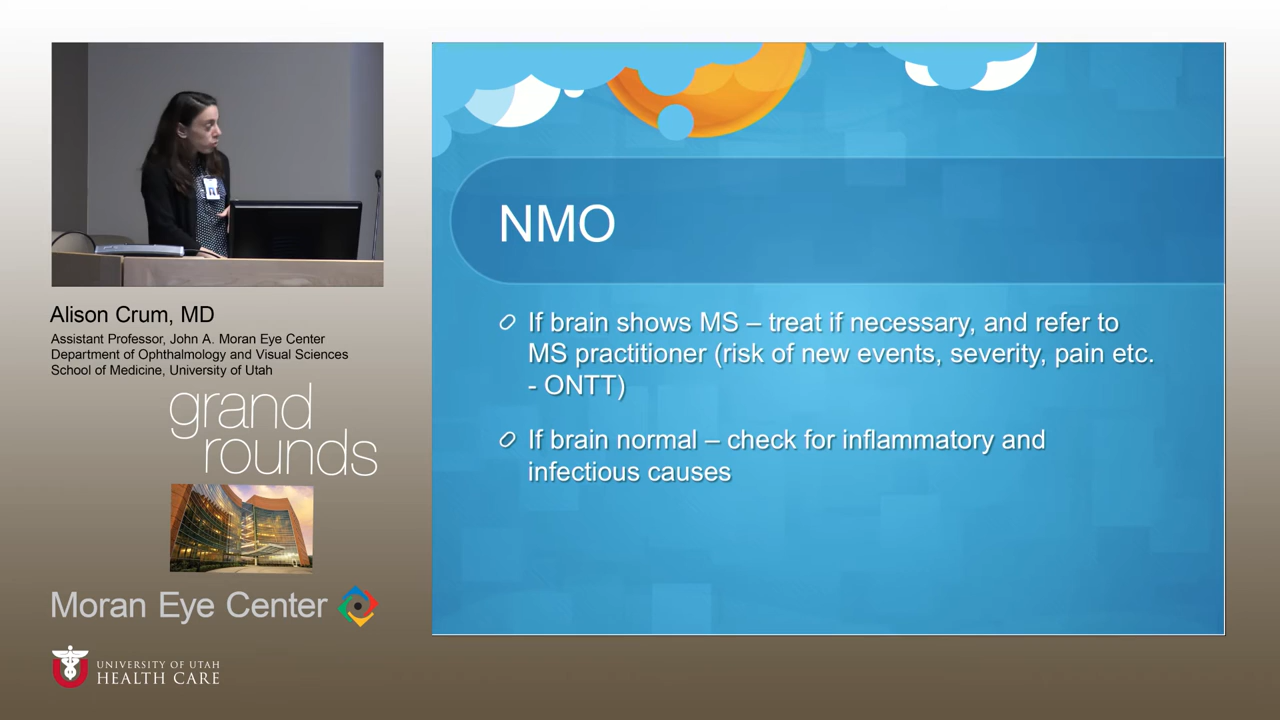 Alison Crum, MD
Assistant Professor, John A. Moran Eye Center
Department of Ophthalmology and Visual Sciences
School of Medicine, University of Utah
grand
rounds
Moran Eye Center
UNIVERSITY OF UTAH
HEALTH CARE
NMO
If brain shows MS – treat if necessary, and refer to
MS practitioner (risk of new events, severity, pain etc.
- ONTT)
If brain normal – check for inflammatory and
infectious causes